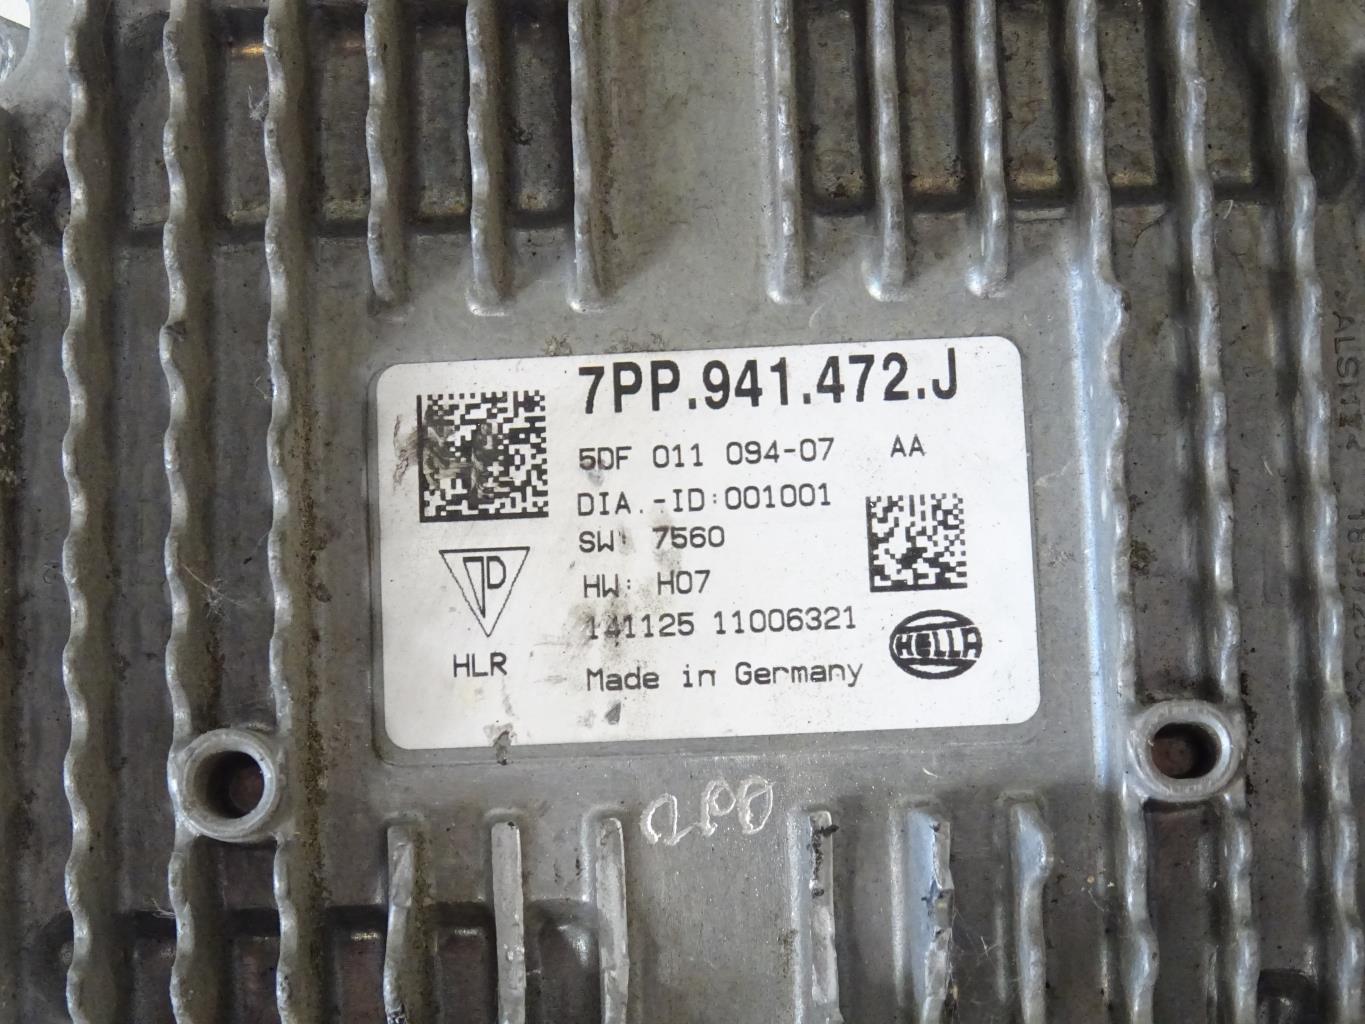 7PP.941.472.J
5DF 011 094-07 AA
DIA.-ID:001001
SW: 7560
HW: H07
141125 11006321
HLR
HELLA
Made in Germany